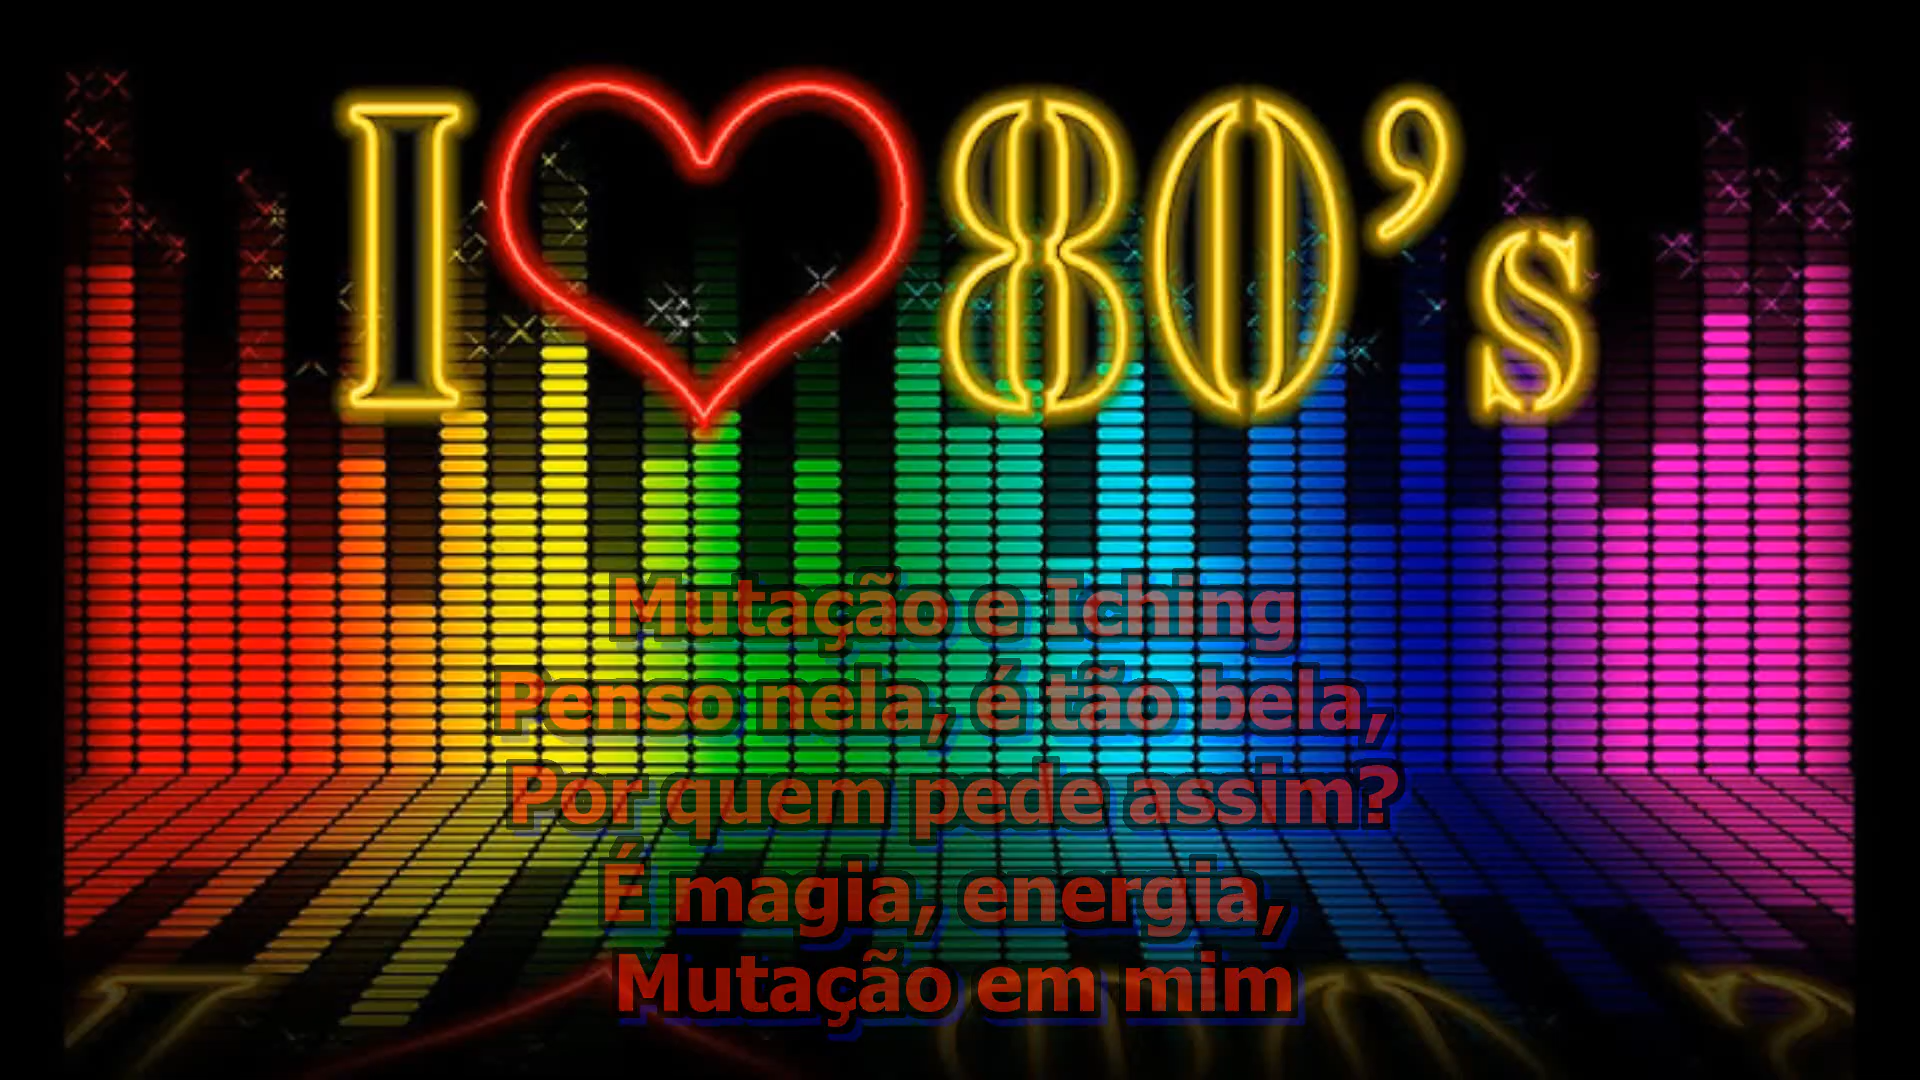 I ❤ 80's
Mutação e Iching
Penso nela, é tão bela,
Por quem pede assim?
É magia, energia,
Mutação em mim